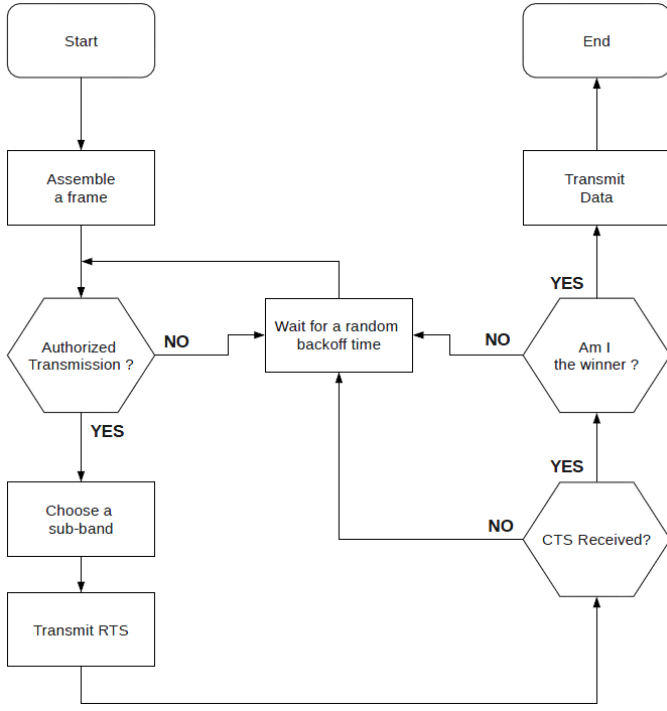 Start
End
Assemble
a frame
Transmit
Data
YES
Authorized
Transmission ?
NO
Wait for a random
backoff time
NO
Am I
the winner ?
YES
YES
Choose a
sub-band
NO
CTS Received?
Transmit RTS